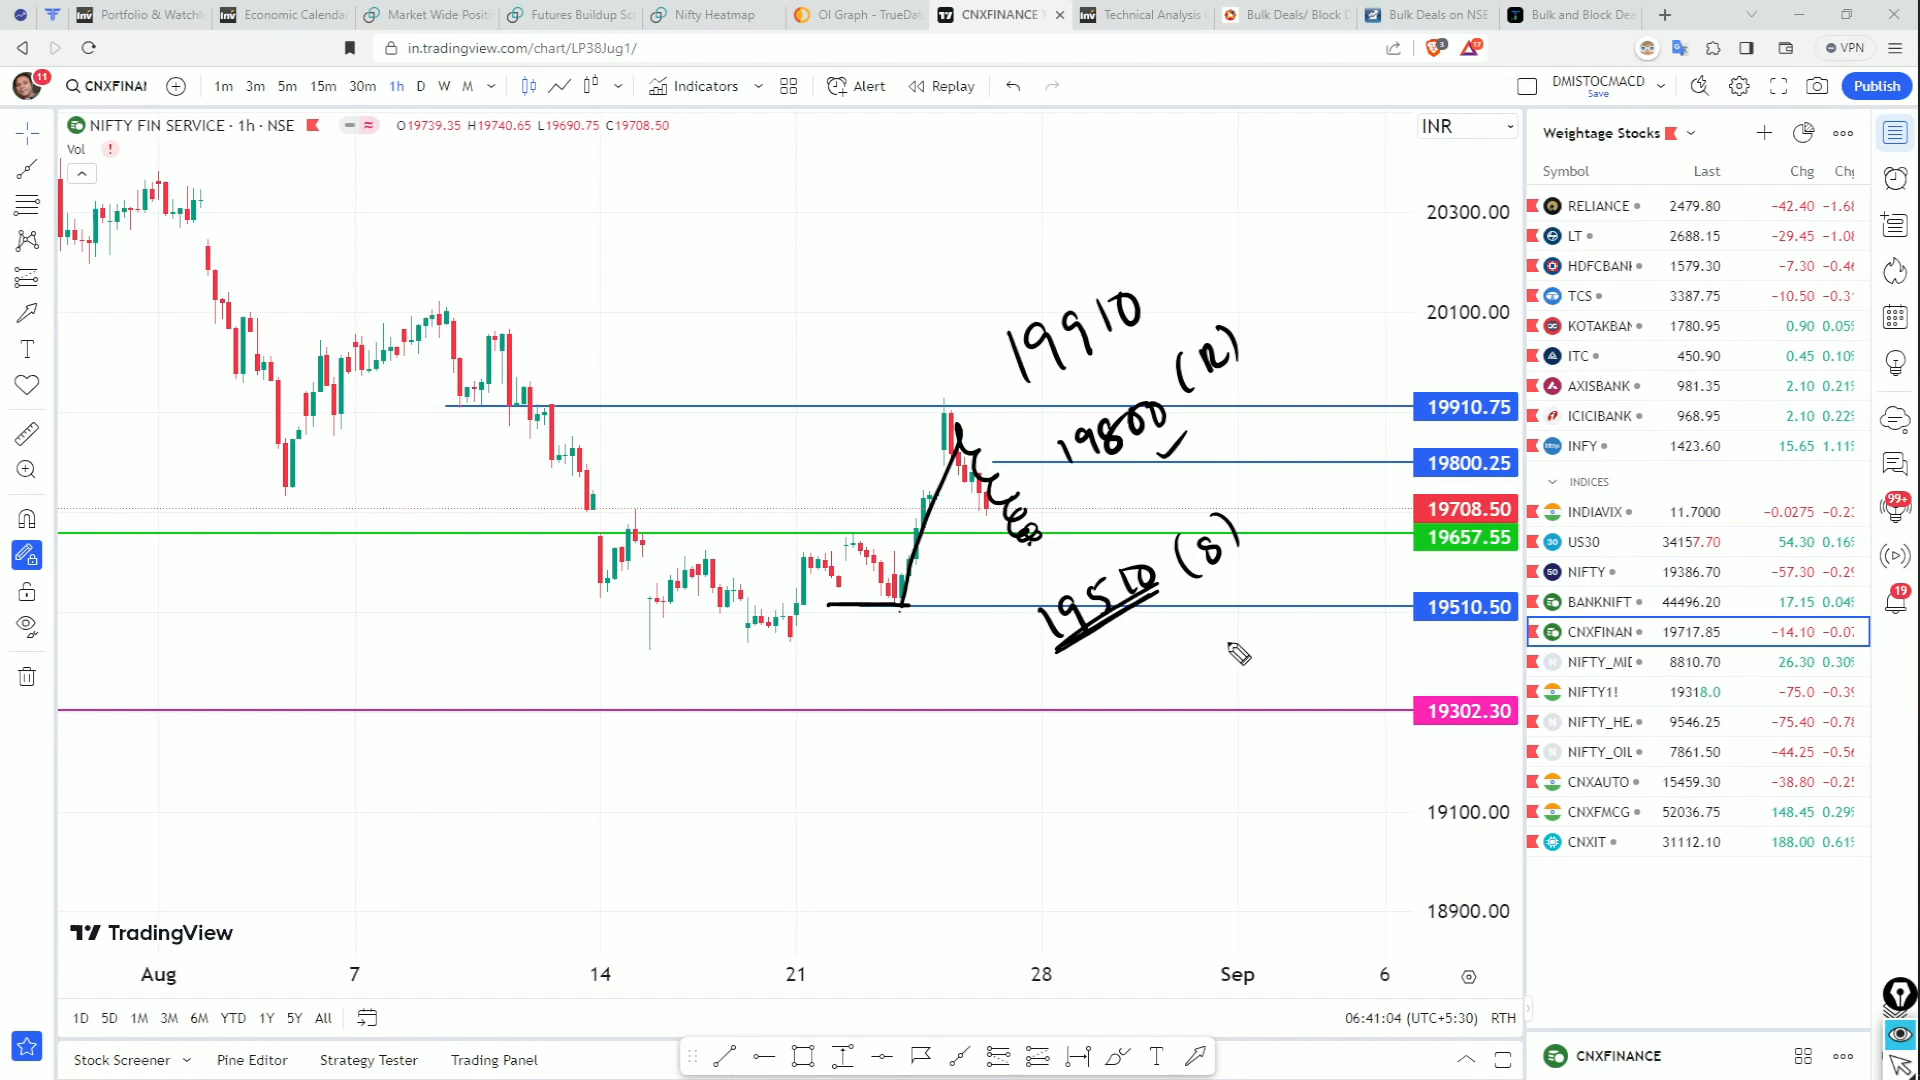 Portfolio & Watchli
Economic Calenda
Market Wide Positi
Futures Buildup Sc
Nifty Heatmap
OI Graph - TrueDat
CNXFINANCE 1
Technical Analysis
Bulk Deals/ Block D
Bulk Deals on NSE
Bulk and Block Dea
in.tradingview.com/chart/LP38Jug1/
3
17
VPN
11
CNXFINAI
1m 3m 5m 15m 30m 1h D W M
Indicators
Alert
Replay
DMISTOCMACD
Save
Publish
NIFTY FIN SERVICE · 1h · NSE
O19739.35 H19740.65 L19690.75 C19708.50
INR
Vol
20300.00
20100.00
19910
19800 (R)
19910.75
19800.25
19708.50
19657.55
19510 (S)
19510.50
19302.30
19100.00
18900.00
TradingView
Aug 7 14 21 28 Sep 6
1D 5D 1M 3M 6M YTD 1Y 5Y All
06:41:04 (UTC+5:30) RTH
Stock Screener Pine Editor Strategy Tester Trading Panel
Weightage Stocks
Symbol Last Chg Chg
RELIANCE 2479.80 −42.40 −1.68
LT 2688.15 −29.45 −1.08
HDFCBANK 1579.30 −7.30 −0.46
TCS 3387.75 −10.50 −0.31
KOTAKBAN 1780.95 0.90 0.05%
ITC 450.90 0.45 0.10%
AXISBANK 981.35 2.10 0.21%
ICICIBANK 968.95 2.10 0.22%
INFY 1423.60 15.65 1.11%
INDICES
INDIAVIX 11.7000 −0.0275 −0.23
US30 34157.70 54.30 0.16%
NIFTY 19386.70 −57.30 −0.29
BANKNIFT 44496.20 17.15 0.04%
CNXFINAN 19717.85 −14.10 −0.07
NIFTY_MID 8810.70 26.30 0.30%
NIFTY1! 19318.0 −75.0 −0.39
NIFTY_HE. 9546.25 −75.40 −0.78
NIFTY_OIL 7861.50 −44.25 −0.56
CNXAUTO 15459.30 −38.80 −0.25
CNXFMCG 52036.75 148.45 0.29%
CNXIT 31112.10 188.00 0.61%
CNXFINANCE
99+
19